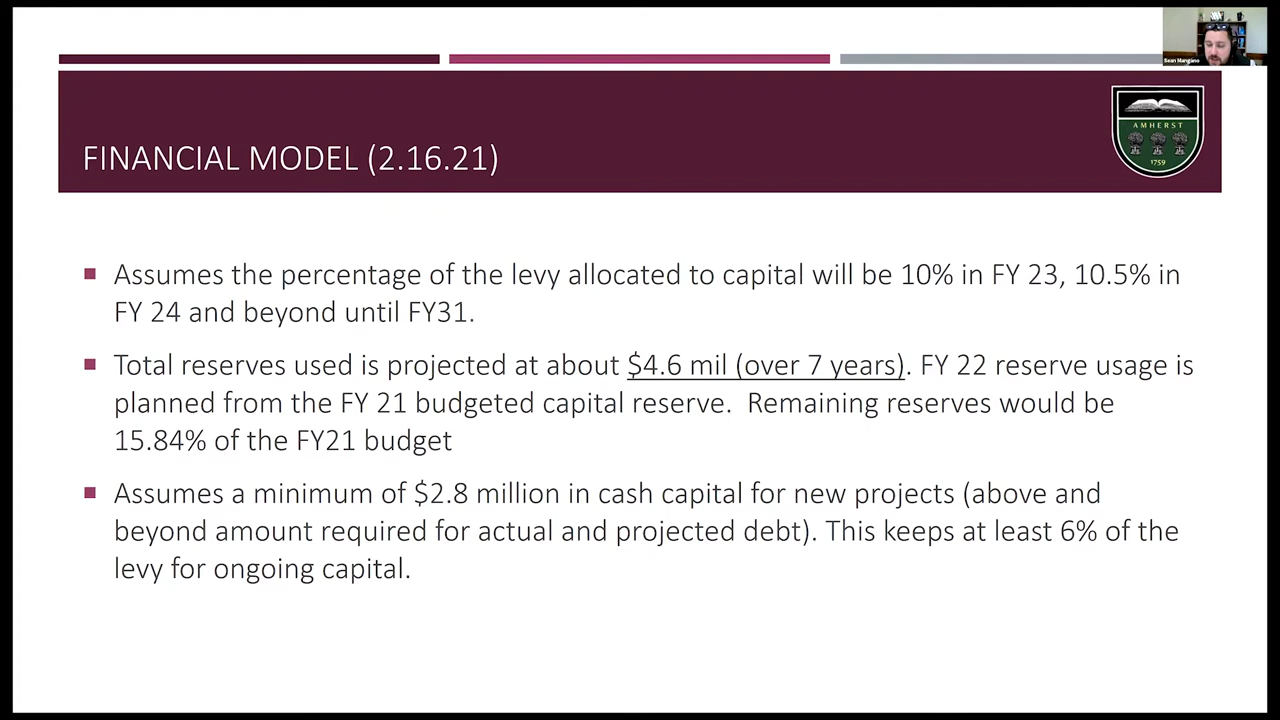 Sean Mangano
AMHERST
1759
FINANCIAL MODEL (2.16.21)
Assumes the percentage of the levy allocated to capital will be 10% in FY 23, 10.5% in
FY 24 and beyond until FY31.
Total reserves used is projected at about $4.6 mil (over 7 years). FY 22 reserve usage is
planned from the FY 21 budgeted capital reserve. Remaining reserves would be
15.84% of the FY21 budget
Assumes a minimum of $2.8 million in cash capital for new projects (above and
beyond amount required for actual and projected debt). This keeps at least 6% of the
levy for ongoing capital.